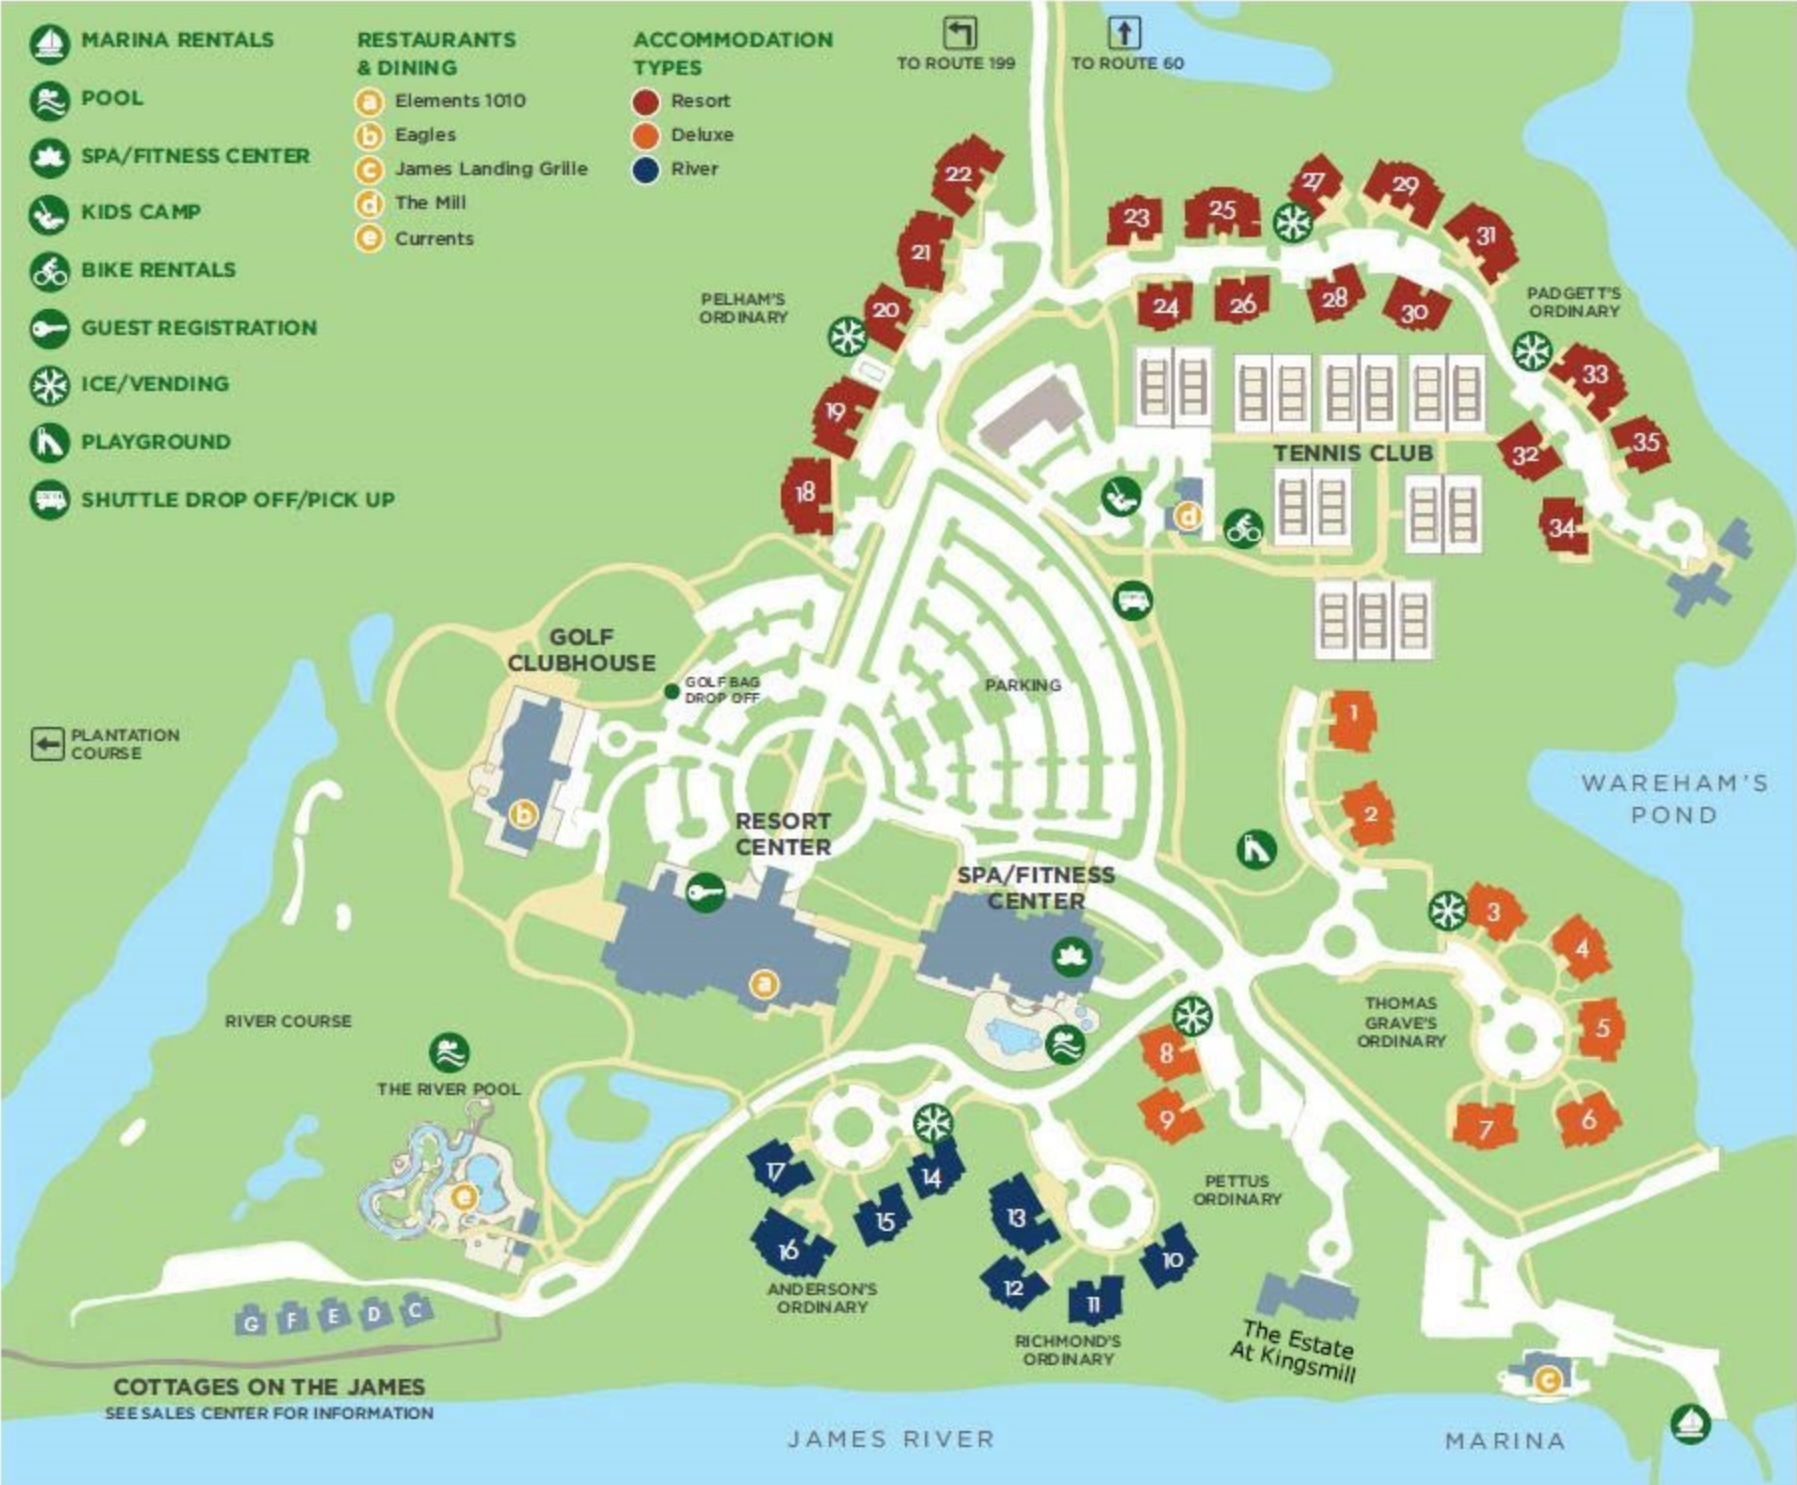 MARINA RENTALS
POOL
SPA/FITNESS CENTER
KIDS CAMP
BIKE RENTALS
GUEST REGISTRATION
ICE/VENDING
PLAYGROUND
SHUTTLE DROP OFF/PICK UP
RESTAURANTS
& DINING
a Elements 1010
b Eagles
c James Landing Grille
d The Mill
e Currents
ACCOMMODATION
TYPES
Resort
Deluxe
River
TO ROUTE 199
TO ROUTE 60
22
21
20
19
18
PELHAM'S
ORDINARY
23
25
27
29
31
24
26
28
30
PADGETT'S
ORDINARY
33
35
32
34
TENNIS CLUB
d
GOLF
CLUBHOUSE
GOLF BAG
DROP OFF
PARKING
PLANTATION
COURSE
b
RESORT
CENTER
a
SPA/FITNESS
CENTER
1
2
WAREHAM'S
POND
3
4
5
6
7
THOMAS
GRAVE'S
ORDINARY
RIVER COURSE
THE RIVER POOL
e
8
9
PETTUS
ORDINARY
17
14
15
16
ANDERSON'S
ORDINARY
13
12
11
10
RICHMOND'S
ORDINARY
The Estate
At Kingsmill
G F E D C
COTTAGES ON THE JAMES
SEE SALES CENTER FOR INFORMATION
c
JAMES RIVER
MARINA